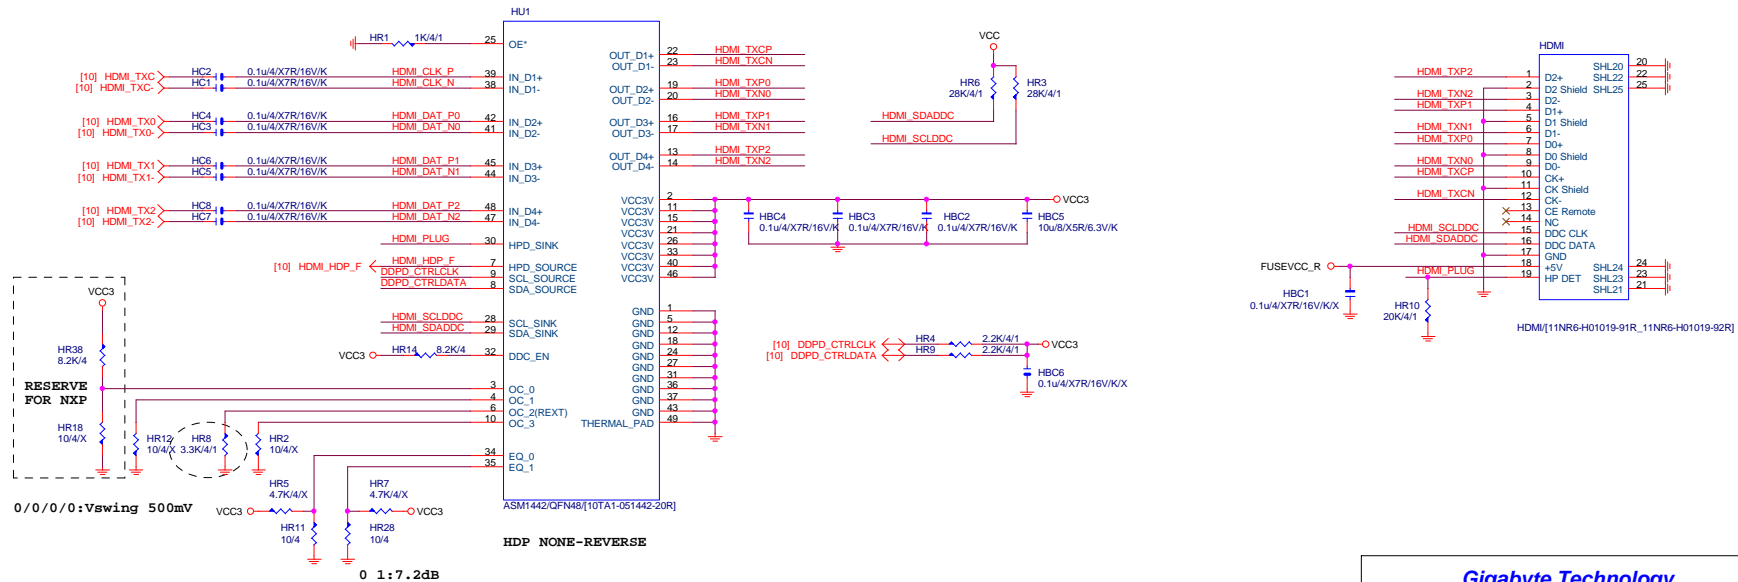 HU1
HR1 1K/4/1 25 OE*
[10] HDMI_TXC HC2 0.1u/4/X7R/16V/K HDMI_CLK_P 39 IN_D1+
[10] HDMI_TXC- HC1 0.1u/4/X7R/16V/K HDMI_CLK_N 38 IN_D1-
[10] HDMI_TX0 HC4 0.1u/4/X7R/16V/K HDMI_DAT_P0 42 IN_D2+
[10] HDMI_TX0- HC3 0.1u/4/X7R/16V/K HDMI_DAT_N0 41 IN_D2-
[10] HDMI_TX1 HC6 0.1u/4/X7R/16V/K HDMI_DAT_P1 45 IN_D3+
[10] HDMI_TX1- HC5 0.1u/4/X7R/16V/K HDMI_DAT_N1 44 IN_D3-
[10] HDMI_TX2 HC8 0.1u/4/X7R/16V/K HDMI_DAT_P2 48 IN_D4+
[10] HDMI_TX2- HC7 0.1u/4/X7R/16V/K HDMI_DAT_N2 47 IN_D4-
HDMI_PLUG 30 HPD_SINK
[10] HDMI_HDP_F HDMI_HDP_F 7 HPD_SOURCE
DDPD_CTRLCLK 9 SCL_SOURCE
DDPD_CTRLDATA 8 SDA_SOURCE
HDMI_SCLDDC 28 SCL_SINK
HDMI_SDADDC 29 SDA_SINK
VCC3 HR14 8.2K/4 32 DDC_EN
3 OC_0
4 OC_1
6 OC_2(REXT)
10 OC_3
34 EQ_0
35 EQ_1
OUT_D1+ 22 HDMI_TXCP
OUT_D1- 23 HDMI_TXCN
OUT_D2+ 19 HDMI_TXP0
OUT_D2- 20 HDMI_TXN0
OUT_D3+ 16 HDMI_TXP1
OUT_D3- 17 HDMI_TXN1
OUT_D4+ 13 HDMI_TXP2
OUT_D4- 14 HDMI_TXN2
VCC3V 2
VCC3V 11
VCC3V 15
VCC3V 21
VCC3V 26
VCC3V 33
VCC3V 40
VCC3V 46
GND 1
GND 5
GND 12
GND 18
GND 24
GND 27
GND 31
GND 36
GND 37
GND 43
THERMAL_PAD 49
ASM1442/QFN48/[10TA1-051442-20R]
HDP NONE-REVERSE
VCC3
HR38
8.2K/4
RESERVE
FOR NXP
HR18
10/4/X
HR12
10/4/X
HR8
3.3K/4/1
HR2
10/4/X
0/0/0/0:Vswing 500mV
HR5
4.7K/4/X
VCC3
HR11
10/4
HR7
4.7K/4/X
VCC3
HR28
10/4
0 1:7.2dB
VCC
HR6
28K/4/1
HR3
28K/4/1
HDMI_SDADDC
HDMI_SCLDDC
VCC3
HBC4
0.1u/4/X7R/16V/K
HBC3
0.1u/4/X7R/16V/K
HBC2
0.1u/4/X7R/16V/K
HBC5
10u/8/X5R/6.3V/K
[10] DDPD_CTRLCLK HR4 2.2K/4/1 VCC3
[10] DDPD_CTRLDATA HR9 2.2K/4/1
HBC6
0.1u/4/X7R/16V/K/X
HDMI
HDMI_TXP2 1 D2+
2 D2 Shield
HDMI_TXN2 3 D2-
HDMI_TXP1 4 D1+
5 D1 Shield
HDMI_TXN1 6 D1-
HDMI_TXP0 7 D0+
8 D0 Shield
HDMI_TXN0 9 D0-
HDMI_TXCP 10 CK+
11 CK Shield
HDMI_TXCN 12 CK-
13 CE Remote
14 NC
HDMI_SCLDDC 15 DDC CLK
HDMI_SDADDC 16 DDC DATA
17 GND
FUSEVCC_R 18 +5V
HDMI_PLUG 19 HP DET
SHL20 20
SHL22 22
SHL25 25
SHL24 24
SHL23 23
SHL21 21
HBC1
0.1u/4/X7R/16V/K/X
HR10
20K/4/1
HDMI/[11NR6-H01019-91R_11NR6-H01019-92R]
Gigabyte Technology